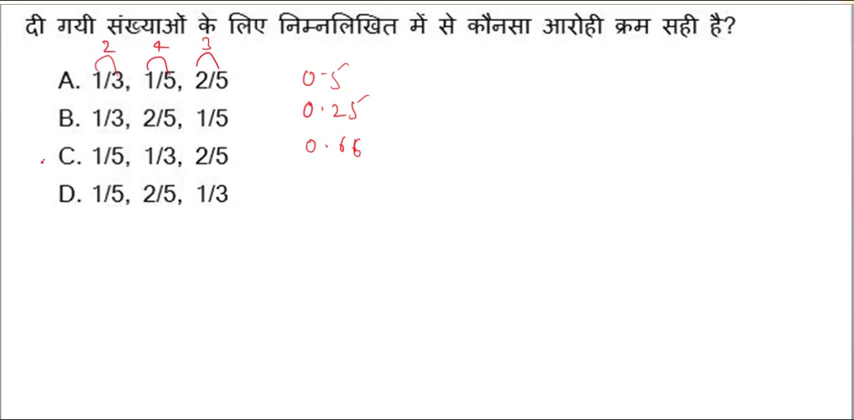 दी गयी संख्याओं के लिए निम्नलिखित में से कौनसा आरोही क्रम सही है?
2 4 3
A. 1/3, 1/5, 2/5 0.5
B. 1/3, 2/5, 1/5 0.25
C. 1/5, 1/3, 2/5 0.66
D. 1/5, 2/5, 1/3